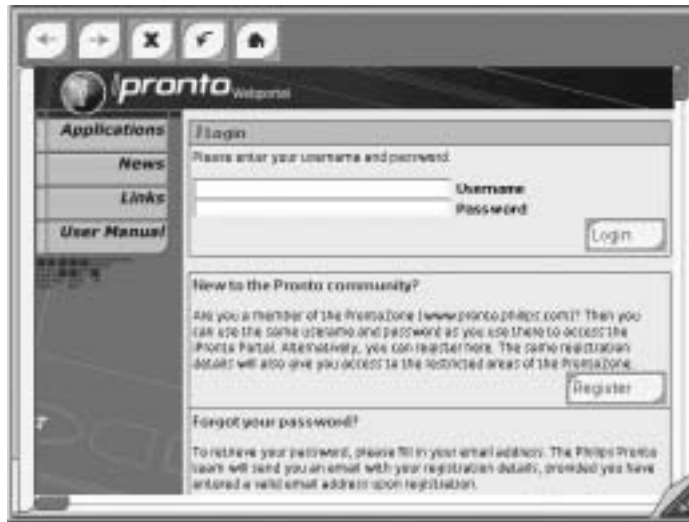 pronto Webportal
Applications
News
Links
User Manual
Login
Please enter your username and password.
Username
Password
Login
New to the Pronto community?
Are you a member of the ProntoZone (www.pronto.philips.com)? Then you
can use the same username and password as you use there to access the
iPronto Portal. Alternatively, you can register here. The same registration
details will also give you access to the restricted areas of the ProntoZone.
Register
Forgot your password?
To retrieve your password, please fill in your email address. The Philips Pronto
team will send you an email with your registration details, provided you have
entered a valid email address upon registration.